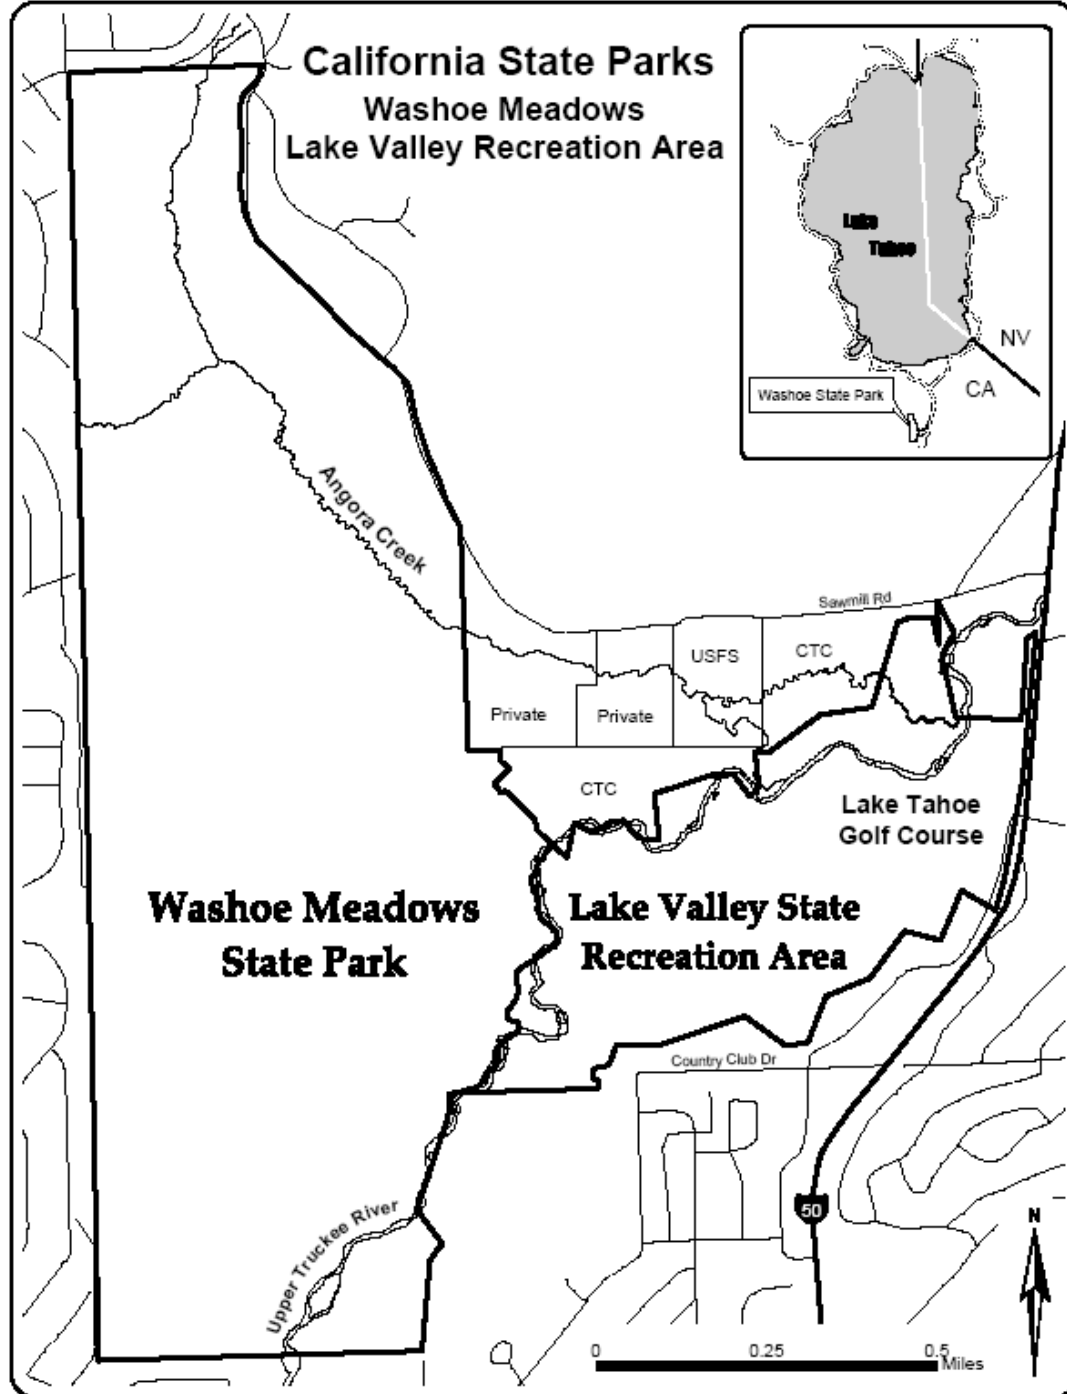 California State Parks
Washoe Meadows
Lake Valley Recreation Area
Lake
Tahoe
NV
CA
Washoe State Park
Angora Creek
Sawmill Rd
USFS
CTC
Private
Private
CTC
Lake Tahoe
Golf Course
Washoe Meadows
State Park
Lake Valley State
Recreation Area
Country Club Dr
50
Upper Truckee River
N
0
0.25
0.5
Miles